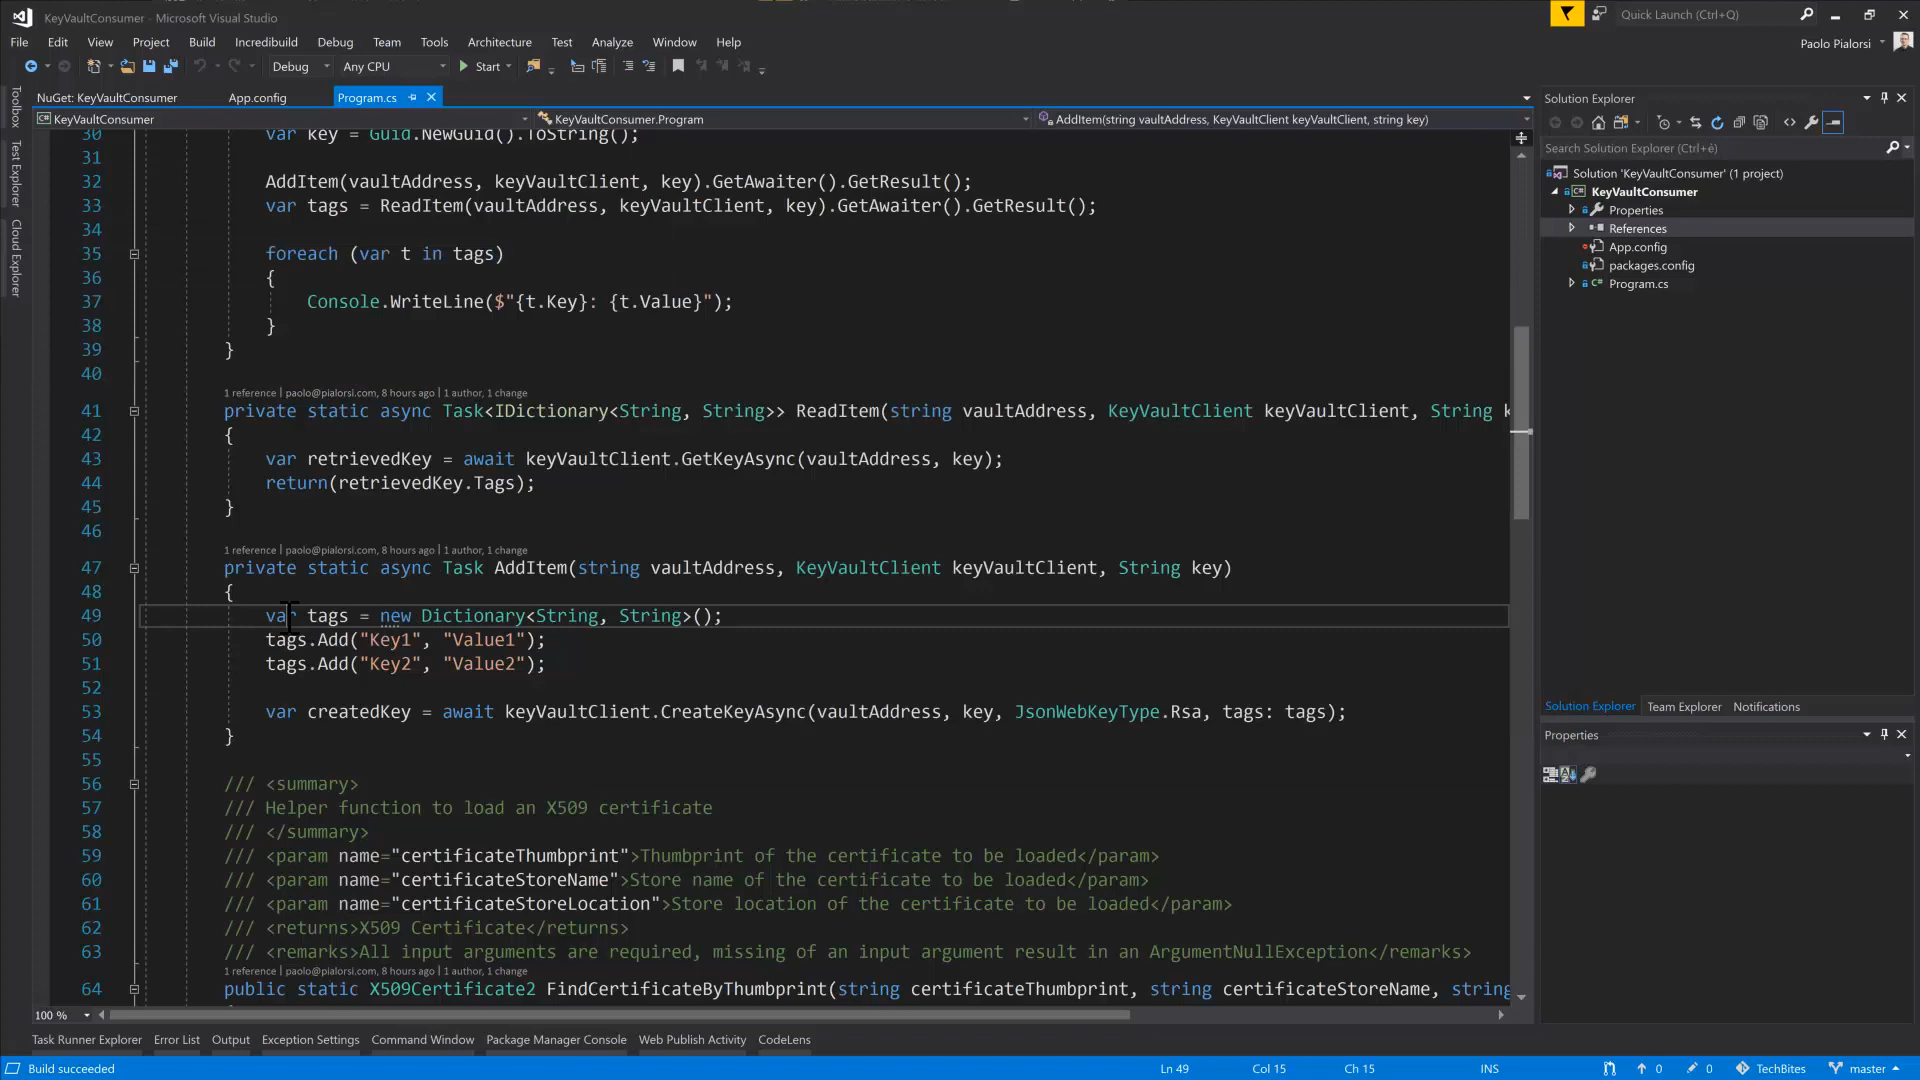 KeyVaultConsumer - Microsoft Visual Studio
Quick Launch (Ctrl+Q)
File Edit View Project Build Incredibuild Debug Team Tools Architecture Test Analyze Window Help
Paolo Pialorsi
Debug Any CPU Start
NuGet: KeyVaultConsumer App.config Program.cs
KeyVaultConsumer KeyVaultConsumer.Program AddItem(string vaultAddress, KeyVaultClient keyVaultClient, string key)
Toolbox
Test Explorer
Cloud Explorer
30 var key = Guid.NewGuid().ToString();
31
32 AddItem(vaultAddress, keyVaultClient, key).GetAwaiter().GetResult();
33 var tags = ReadItem(vaultAddress, keyVaultClient, key).GetAwaiter().GetResult();
34
35 foreach (var t in tags)
36 {
37 Console.WriteLine($"{t.Key}: {t.Value}");
38 }
39 }
40
1 reference | paolo@pialorsi.com, 8 hours ago | 1 author, 1 change
41 private static async Task<IDictionary<String, String>> ReadItem(string vaultAddress, KeyVaultClient keyVaultClient, String k
42 {
43 var retrievedKey = await keyVaultClient.GetKeyAsync(vaultAddress, key);
44 return(retrievedKey.Tags);
45 }
46
1 reference | paolo@pialorsi.com, 8 hours ago | 1 author, 1 change
47 private static async Task AddItem(string vaultAddress, KeyVaultClient keyVaultClient, String key)
48 {
49 var tags = new Dictionary<String, String>();
50 tags.Add("Key1", "Value1");
51 tags.Add("Key2", "Value2");
52
53 var createdKey = await keyVaultClient.CreateKeyAsync(vaultAddress, key, JsonWebKeyType.Rsa, tags: tags);
54 }
55
56 /// <summary>
57 /// Helper function to load an X509 certificate
58 /// </summary>
59 /// <param name="certificateThumbprint">Thumbprint of the certificate to be loaded</param>
60 /// <param name="certificateStoreName">Store name of the certificate to be loaded</param>
61 /// <param name="certificateStoreLocation">Store location of the certificate to be loaded</param>
62 /// <returns>X509 Certificate</returns>
63 /// <remarks>All input arguments are required, missing of an input argument result in an ArgumentNullException</remarks>
1 reference | paolo@pialorsi.com, 8 hours ago | 1 author, 1 change
64 public static X509Certificate2 FindCertificateByThumbprint(string certificateThumbprint, string certificateStoreName, string
100 %
Solution Explorer
Search Solution Explorer (Ctrl+è)
Solution 'KeyVaultConsumer' (1 project)
KeyVaultConsumer
Properties
References
App.config
packages.config
Program.cs
Solution Explorer Team Explorer Notifications
Properties
Task Runner Explorer Error List Output Exception Settings Command Window Package Manager Console Web Publish Activity CodeLens
Build succeeded Ln 49 Col 15 Ch 15 INS 0 0 TechBites master